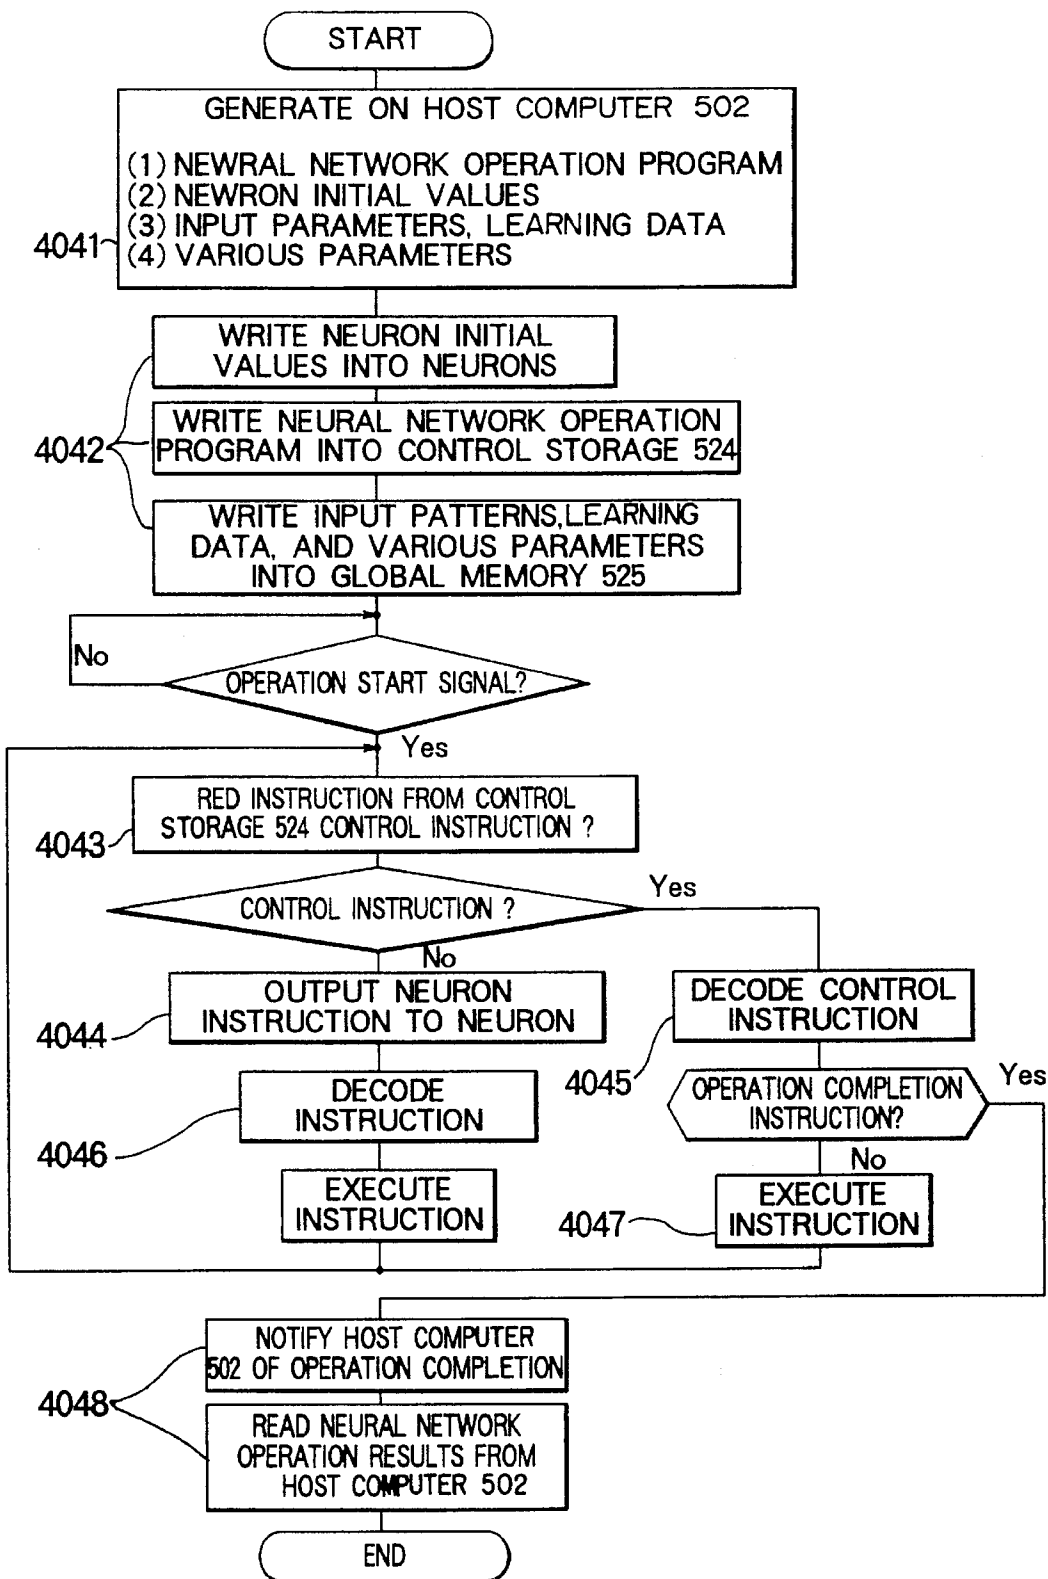 START
GENERATE ON HOST COMPUTER 502
(1) NEWRAL NETWORK OPERATION PROGRAM
(2) NEWRON INITIAL VALUES
(3) INPUT PARAMETERS, LEARNING DATA
(4) VARIOUS PARAMETERS
4041
WRITE NEURON INITIAL
VALUES INTO NEURONS
4042
WRITE NEURAL NETWORK OPERATION
PROGRAM INTO CONTROL STORAGE 524
WRITE INPUT PATTERNS, LEARNING
DATA, AND VARIOUS PARAMETERS
INTO GLOBAL MEMORY 525
No
OPERATION START SIGNAL?
Yes
RED INSTRUCTION FROM CONTROL
STORAGE 524 CONTROL INSTRUCTION ?
4043
CONTROL INSTRUCTION ?
Yes
No
OUTPUT NEURON
INSTRUCTION TO NEURON
4044
DECODE CONTROL
INSTRUCTION
4045
DECODE
INSTRUCTION
4046
OPERATION COMPLETION
INSTRUCTION?
Yes
No
EXECUTE
INSTRUCTION
EXECUTE
INSTRUCTION
4047
NOTIFY HOST COMPUTER
502 OF OPERATION COMPLETION
4048
READ NEURAL NETWORK
OPERATION RESULTS FROM
HOST COMPUTER 502
END